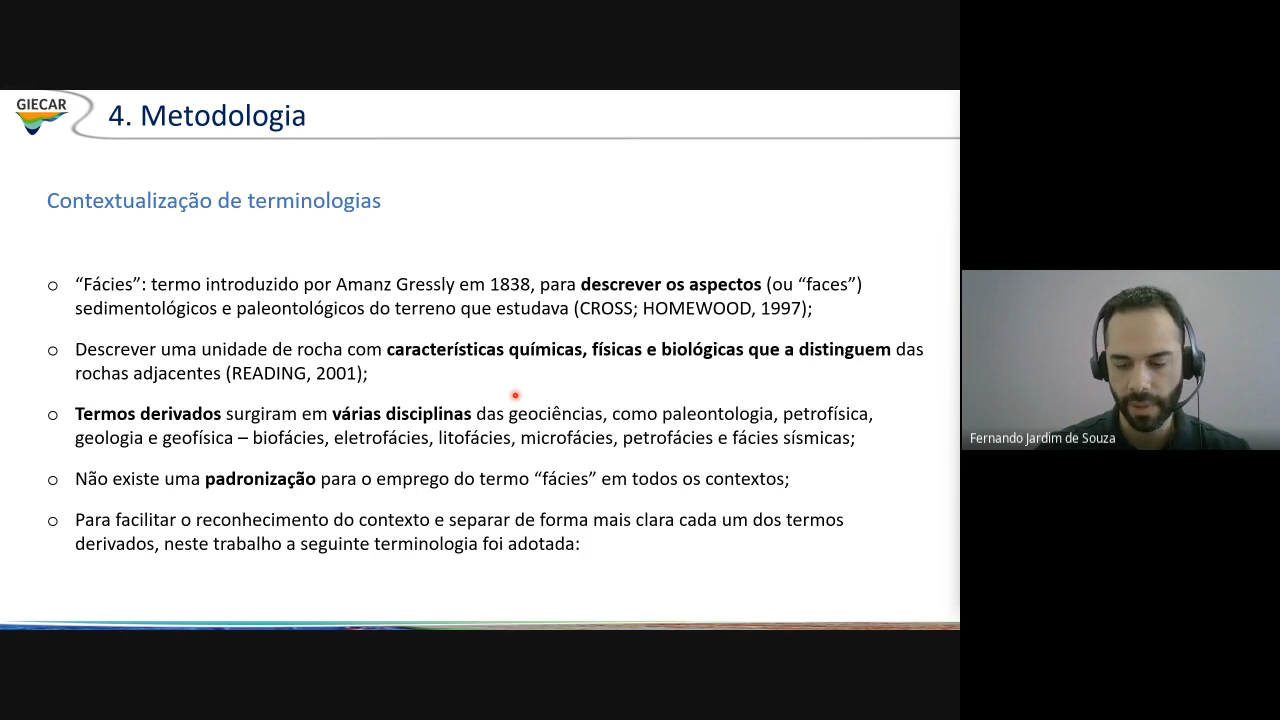 GIECAR
4. Metodologia
Contextualização de terminologias
o “Fácies”: termo introduzido por Amanz Gressly em 1838, para descrever os aspectos (ou “faces”)
sedimentológicos e paleontológicos do terreno que estudava (CROSS; HOMEWOOD, 1997);
o Descrever uma unidade de rocha com características químicas, físicas e biológicas que a distinguem das
rochas adjacentes (READING, 2001);
o Termos derivados surgiram em várias disciplinas das geociências, como paleontologia, petrofísica,
geologia e geofísica – biofácies, eletrofácies, litofácies, microfácies, petrofácies e fácies sísmicas;
o Não existe uma padronização para o emprego do termo “fácies” em todos os contextos;
o Para facilitar o reconhecimento do contexto e separar de forma mais clara cada um dos termos
derivados, neste trabalho a seguinte terminologia foi adotada:
Fernando Jardim de Souza